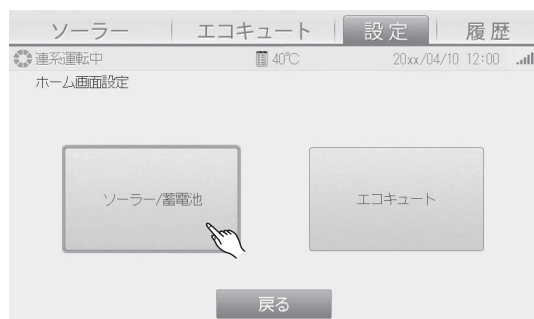 ソーラー エコキュート 設定 履歴
連系運転中 40℃ 20xx/04/10 12:00
ホーム画面設定
ソーラー/蓄電池 エコキュート
戻る